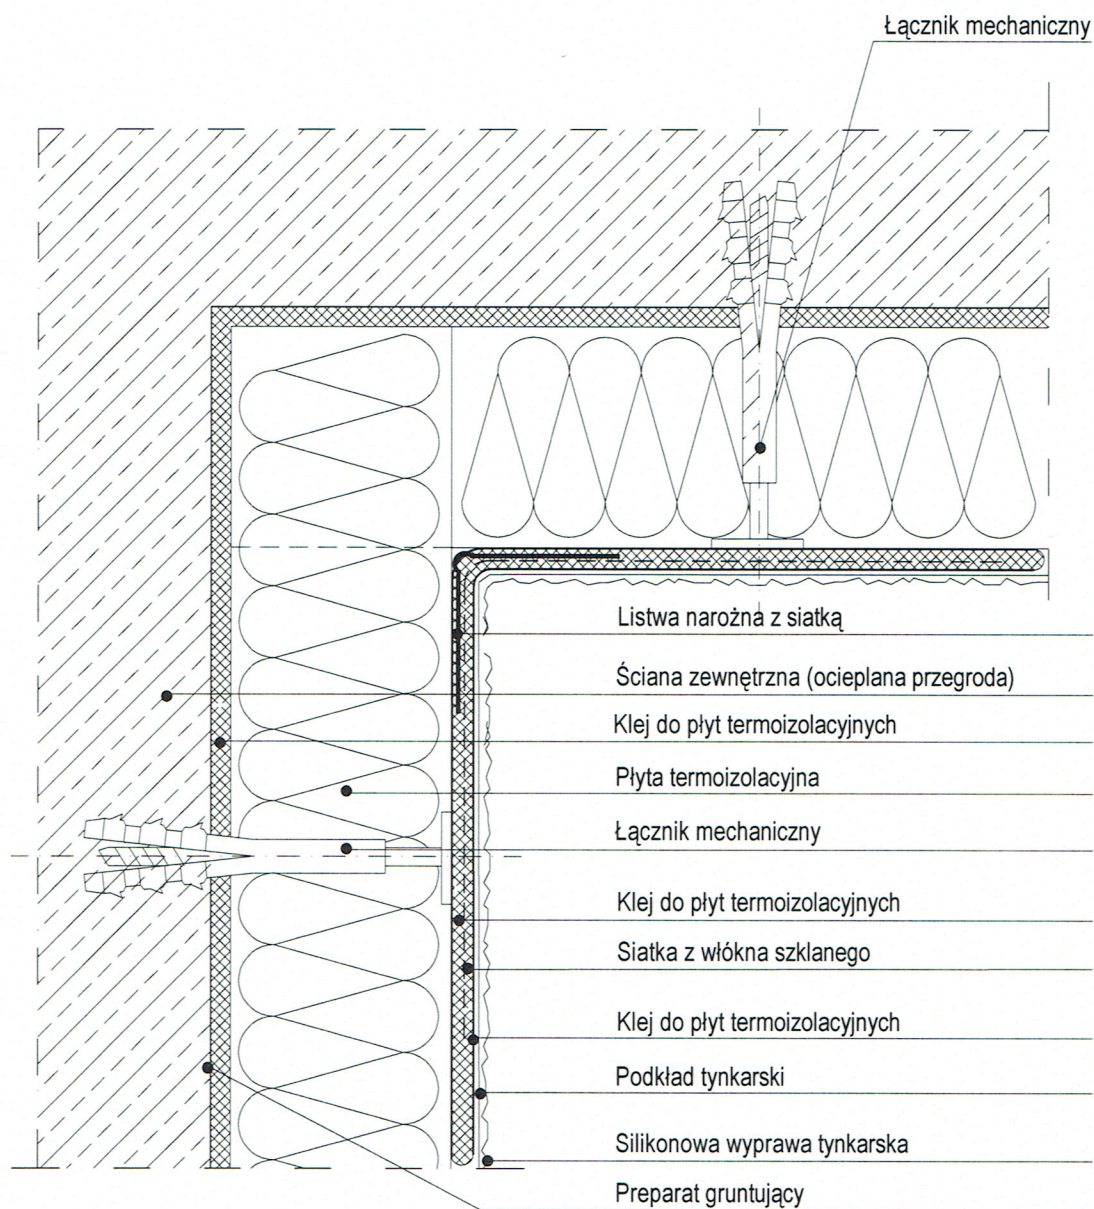 Łącznik mechaniczny
Listwa narożna z siatką
Ściana zewnętrzna (ocieplana przegroda)
Klej do płyt termoizolacyjnych
Płyta termoizolacyjna
Łącznik mechaniczny
Klej do płyt termoizolacyjnych
Siatka z włókna szklanego
Klej do płyt termoizolacyjnych
Podkład tynkarski
Silikonowa wyprawa tynkarska
Preparat gruntujący